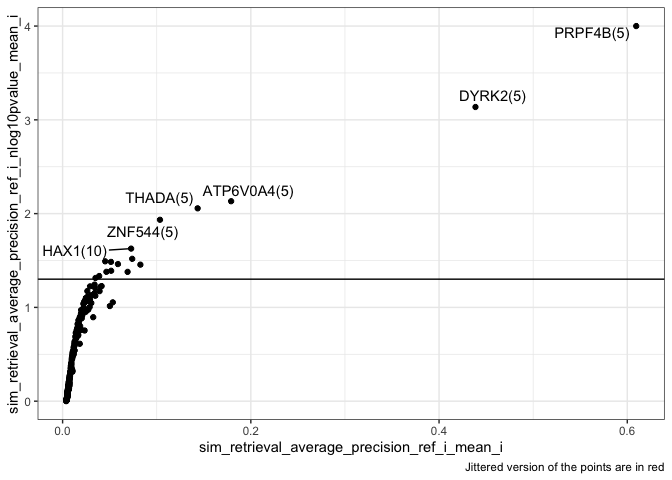 sim_retrieval_average_precision_ref_i_nlog10pvalue_mean_i
4
3
2
1
0
PRPF4B(5)
DYRK2(5)
THADA(5)
ATP6V0A4(5)
ZNF544(5)
HAX1(10)
0.0
0.2
0.4
0.6
sim_retrieval_average_precision_ref_i_mean_i
Jittered version of the points are in red